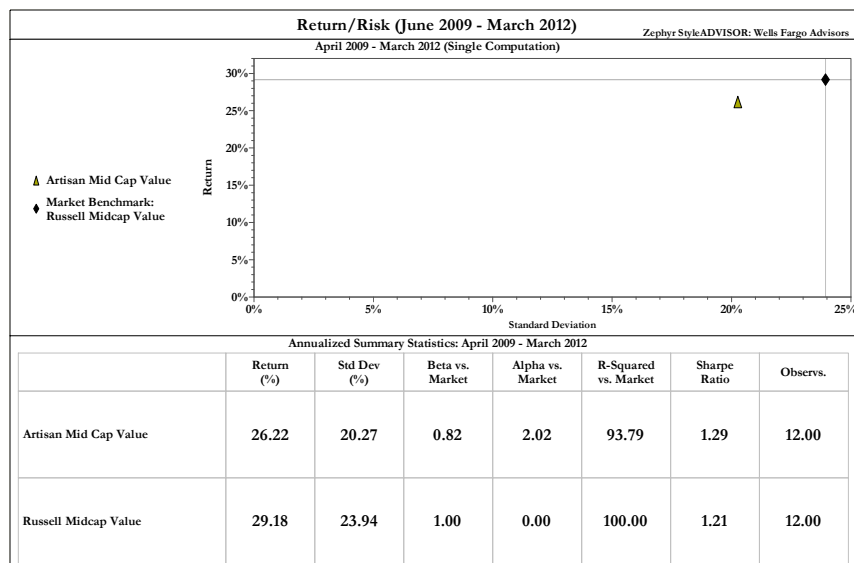 Return/Risk (June 2009 - March 2012)
Zephyr StyleADVISOR: Wells Fargo Advisors
April 2009 - March 2012 (Single Computation)
Artisan Mid Cap Value
Market Benchmark:
Russell Midcap Value
Return
30%
25%
20%
15%
10%
5%
0%
0% 5% 10% 15% 20% 25%
Standard Deviation
Annualized Summary Statistics: April 2009 - March 2012
Return Std Dev Beta vs. Alpha vs. R-Squared Sharpe Observs.
(%) (%) Market Market vs. Market Ratio
Artisan Mid Cap Value 26.22 20.27 0.82 2.02 93.79 1.29 12.00
Russell Midcap Value 29.18 23.94 1.00 0.00 100.00 1.21 12.00